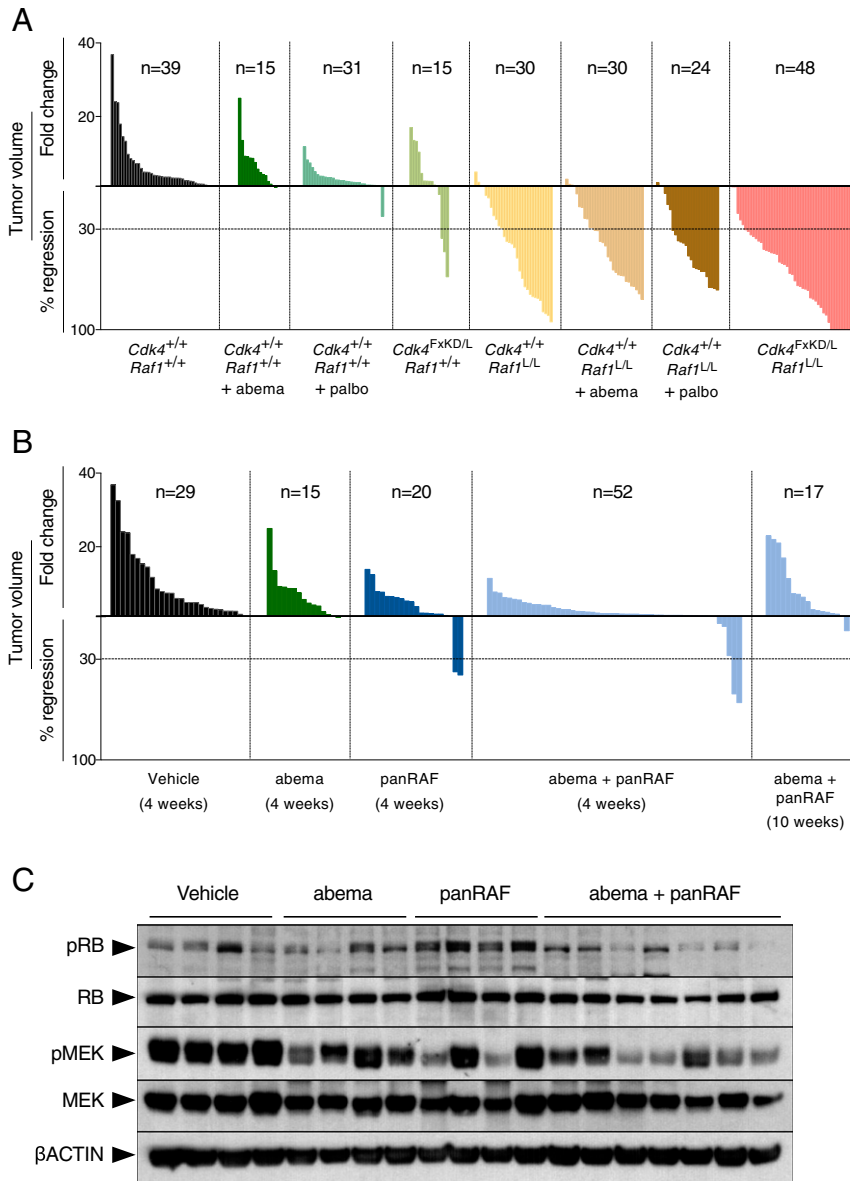 A
40
20
30
100
Tumor volume
Fold change
% regression
n=39
n=15
n=31
n=15
n=30
n=30
n=24
n=48
Cdk4+/+
Raf1+/+
Cdk4+/+
Raf1+/+
+ abema
Cdk4+/+
Raf1+/+
+ palbo
Cdk4FxKD/L
Raf1+/+
Cdk4+/+
Raf1L/L
Cdk4+/+
Raf1L/L
+ abema
Cdk4+/+
Raf1L/L
+ palbo
Cdk4FxKD/L
Raf1L/L
B
40
20
30
100
Tumor volume
Fold change
% regression
n=29
n=15
n=20
n=52
n=17
Vehicle
(4 weeks)
abema
(4 weeks)
panRAF
(4 weeks)
abema + panRAF
(4 weeks)
abema +
panRAF
(10 weeks)
C
Vehicle
abema
panRAF
abema + panRAF
pRB
RB
pMEK
MEK
βACTIN